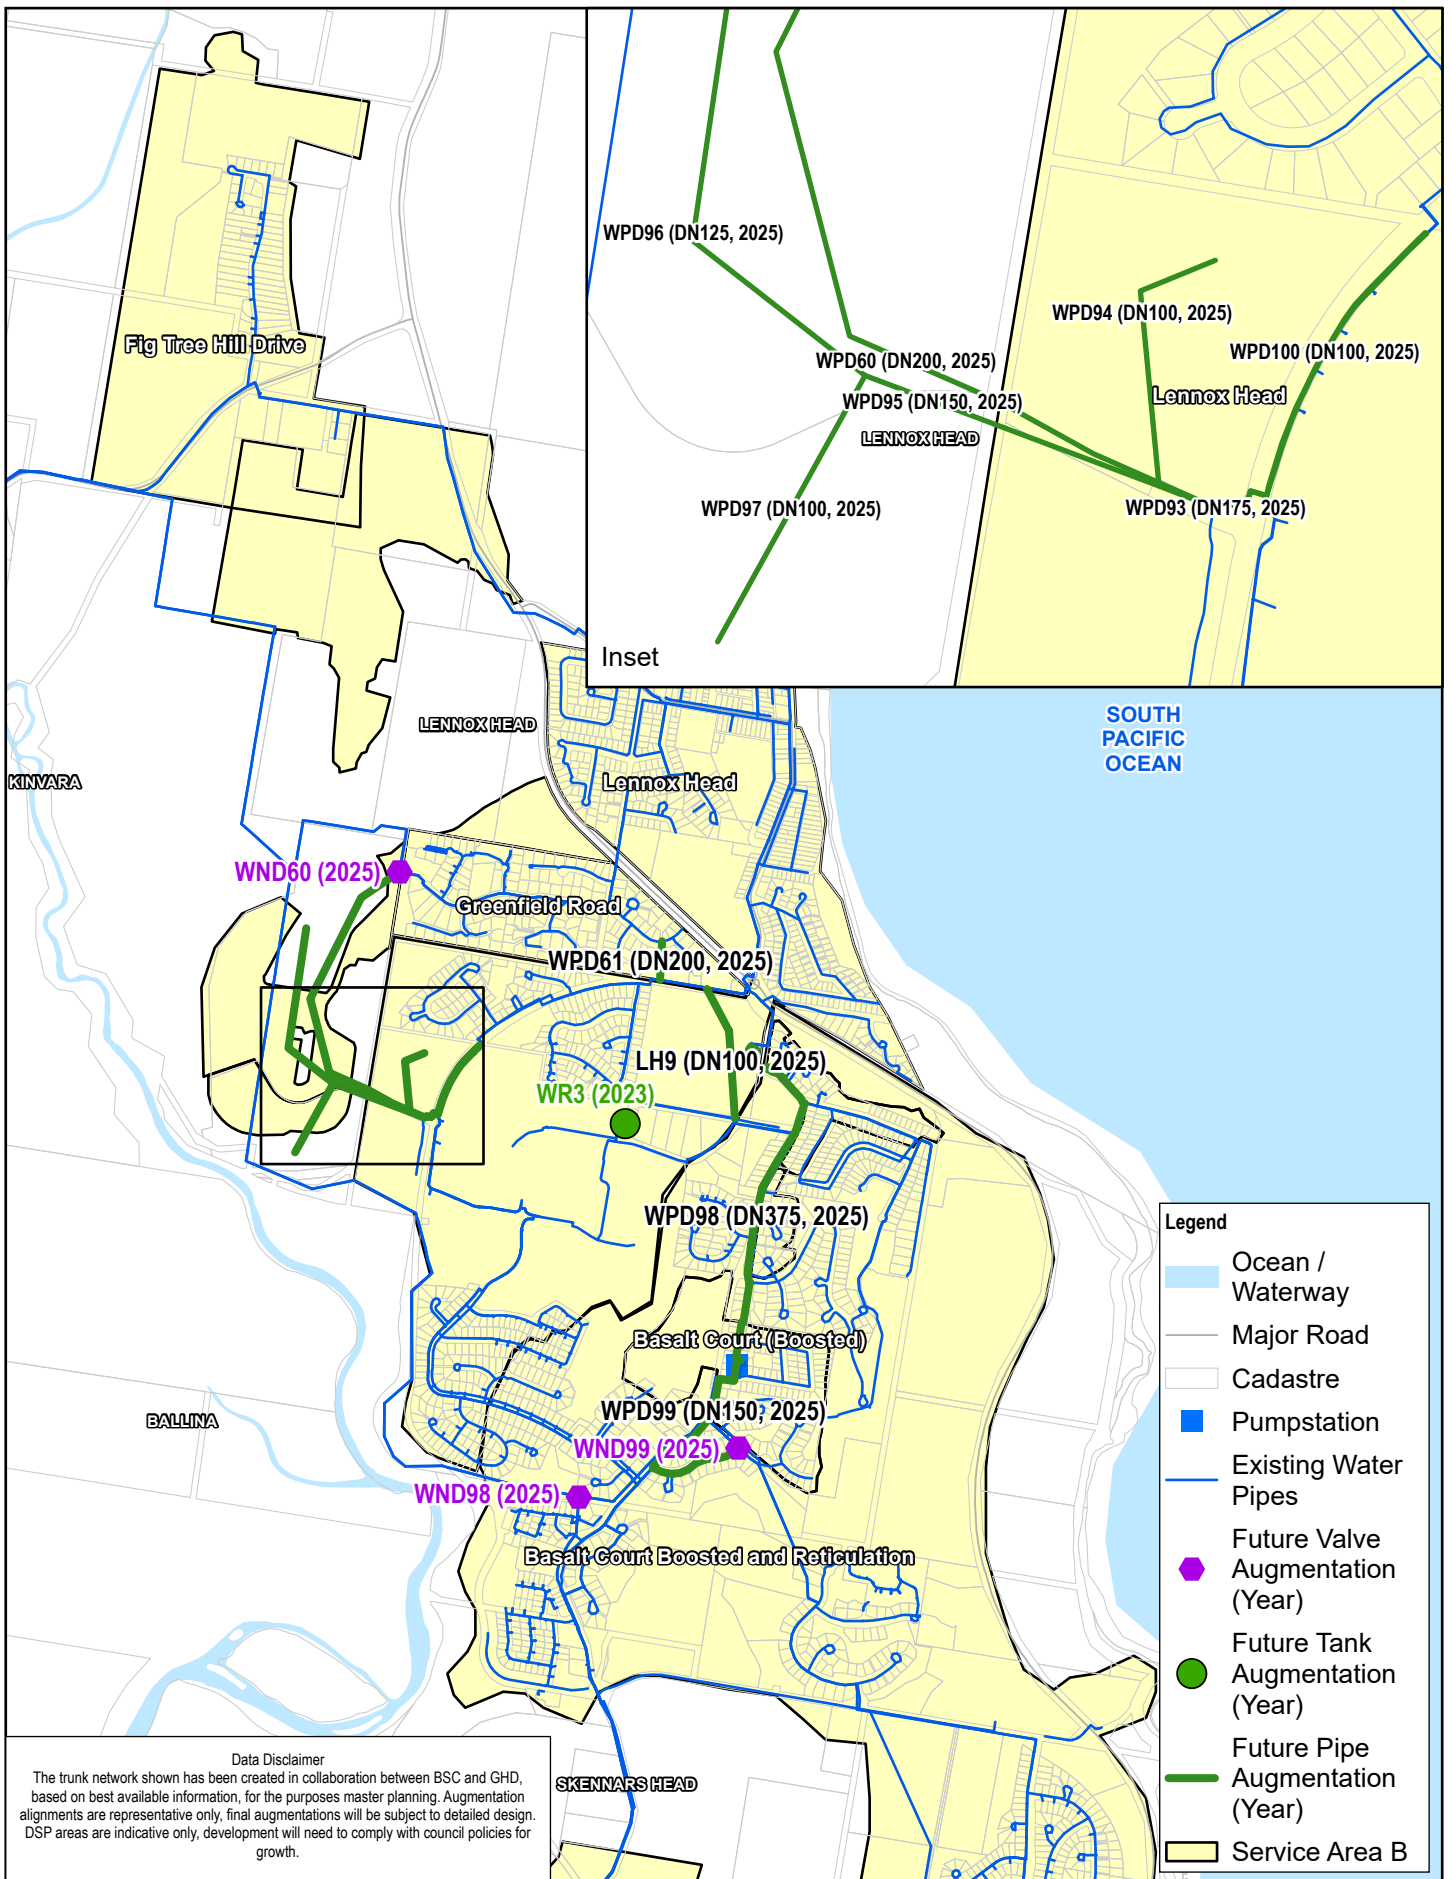 WPD96 (DN125, 2025)
WPD94 (DN100, 2025)
WPD60 (DN200, 2025)
WPD100 (DN100, 2025)
WPD95 (DN150, 2025)
Lennox Head
LENNOX HEAD
WPD97 (DN100, 2025)
WPD93 (DN175, 2025)
Inset
Fig Tree Hill Drive
SOUTH
PACIFIC
OCEAN
LENNOX HEAD
KINVARA
Lennox Head
WND60 (2025)
Greenfield Road
WPD61 (DN200, 2025)
LH9 (DN100, 2025)
WR3 (2023)
WPD98 (DN375, 2025)
Basalt Court (Boosted)
BALLINA
WPD99 (DN150, 2025)
WND99 (2025)
WND98 (2025)
Basalt Court Boosted and Reticulation
SKENNARS HEAD
Legend
Ocean /
Waterway
Major Road
Cadastre
Pumpstation
Existing Water
Pipes
Future Valve
Augmentation
(Year)
Future Tank
Augmentation
(Year)
Future Pipe
Augmentation
(Year)
Service Area B
Data Disclaimer
The trunk network shown has been created in collaboration between BSC and GHD,
based on best available information, for the purposes master planning. Augmentation
alignments are representative only, final augmentations will be subject to detailed design.
DSP areas are indicative only, development will need to comply with council policies for
growth.